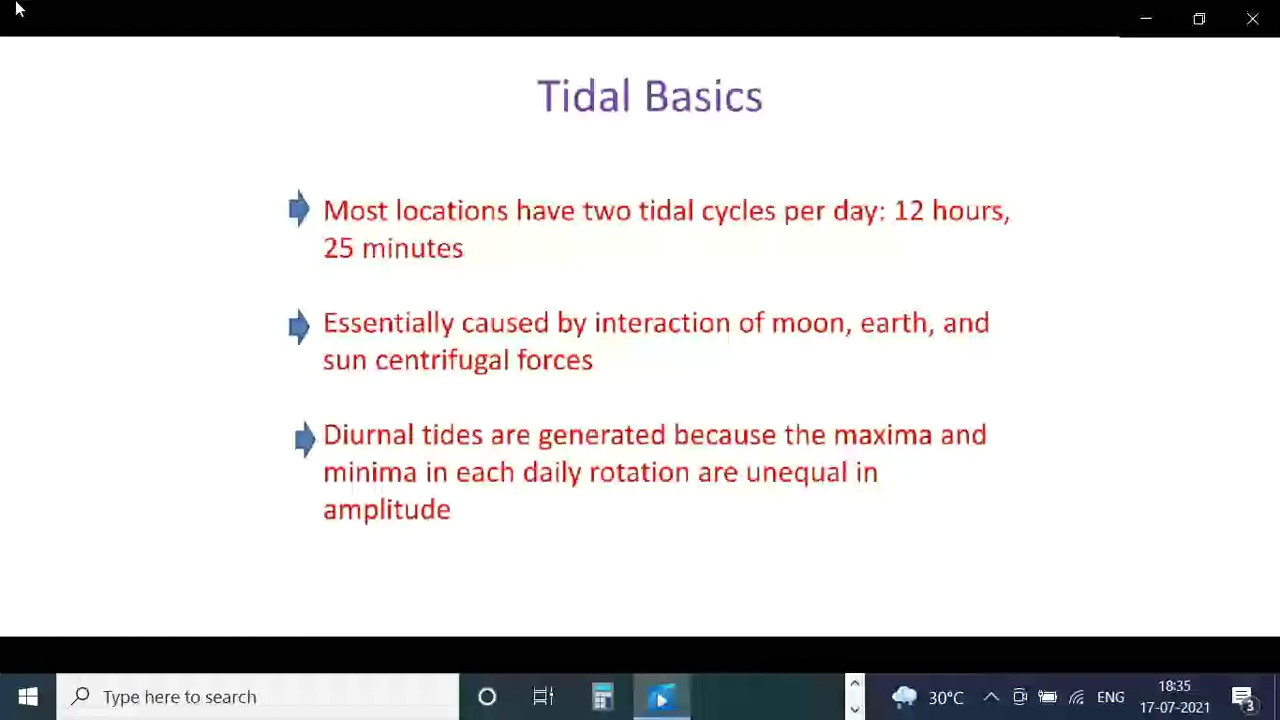 Tidal Basics
Most locations have two tidal cycles per day: 12 hours,
25 minutes
Essentially caused by interaction of moon, earth, and
sun centrifugal forces
Diurnal tides are generated because the maxima and
minima in each daily rotation are unequal in
amplitude
Type here to search
30°C
ENG
18:35
17-07-2021
3